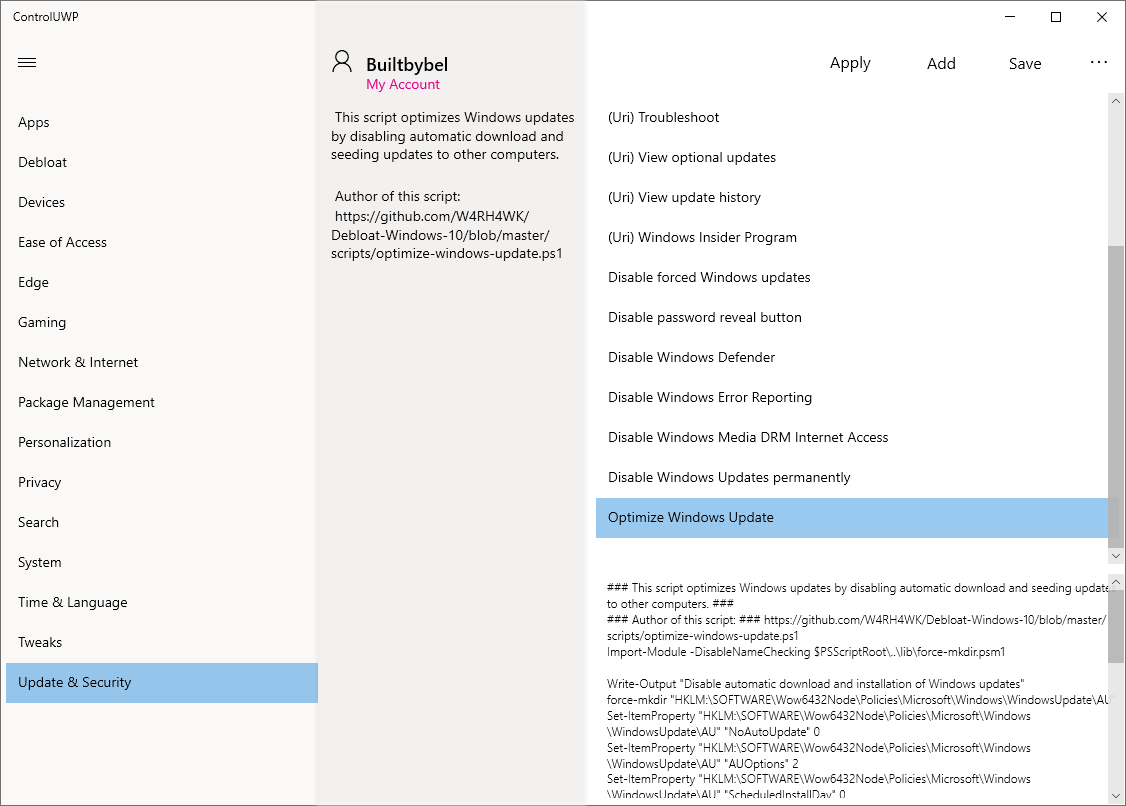 ControlUWP
Apps
Debloat
Devices
Ease of Access
Edge
Gaming
Network & Internet
Package Management
Personalization
Privacy
Search
System
Time & Language
Tweaks
Update & Security
Builtbybel
My Account
This script optimizes Windows updates
by disabling automatic download and
seeding updates to other computers.
Author of this script:
https://github.com/W4RH4WK/
Debloat-Windows-10/blob/master/
scripts/optimize-windows-update.ps1
Apply Add Save ...
(Uri) Troubleshoot
(Uri) View optional updates
(Uri) View update history
(Uri) Windows Insider Program
Disable forced Windows updates
Disable password reveal button
Disable Windows Defender
Disable Windows Error Reporting
Disable Windows Media DRM Internet Access
Disable Windows Updates permanently
Optimize Windows Update
### This script optimizes Windows updates by disabling automatic download and seeding update
to other computers. ###
### Author of this script: ### https://github.com/W4RH4WK/Debloat-Windows-10/blob/master/
scripts/optimize-windows-update.ps1
Import-Module -DisableNameChecking $PSScriptRoot\..\lib\force-mkdir.psm1
Write-Output "Disable automatic download and installation of Windows updates"
force-mkdir "HKLM:\SOFTWARE\Wow6432Node\Policies\Microsoft\Windows\WindowsUpdate\AU"
Set-ItemProperty "HKLM:\SOFTWARE\Wow6432Node\Policies\Microsoft\Windows
\WindowsUpdate\AU" "NoAutoUpdate" 0
Set-ItemProperty "HKLM:\SOFTWARE\Wow6432Node\Policies\Microsoft\Windows
\WindowsUpdate\AU" "AUOptions" 2
Set-ItemProperty "HKLM:\SOFTWARE\Wow6432Node\Policies\Microsoft\Windows
\WindowsUpdate\AU" "ScheduledInstallDay" 0